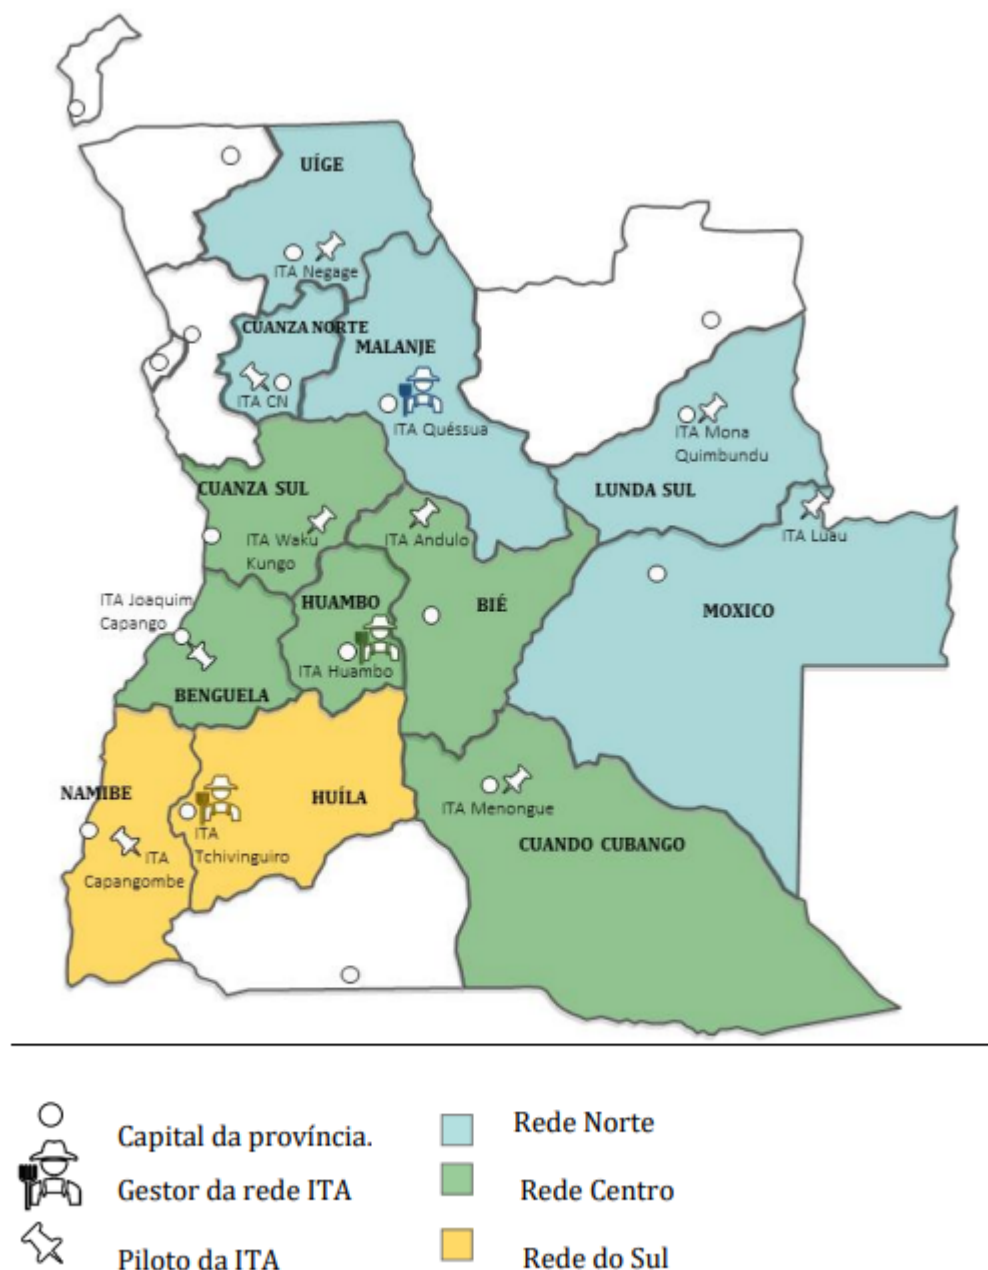 UÍGE
ITA Negage
CUANZA NORTE
MALANJE
ITA CN
ITA Quéssua
ITA Mona
Quimbundu
LUNDA SUL
CUANZA SUL
ITA Waku
Kungo
ITA Andulo
ITA Luau
ITA Joaquim
Capango
HUAMBO
BIÉ
MOXICO
ITA Huambo
BENGUELA
NAMIBE
HUÍLA
ITA Menongue
ITA
Tchivinguiro
CUANDO CUBANGO
ITA
Capangombe
Capital da província.
Rede Norte
Gestor da rede ITA
Rede Centro
Piloto da ITA
Rede do Sul